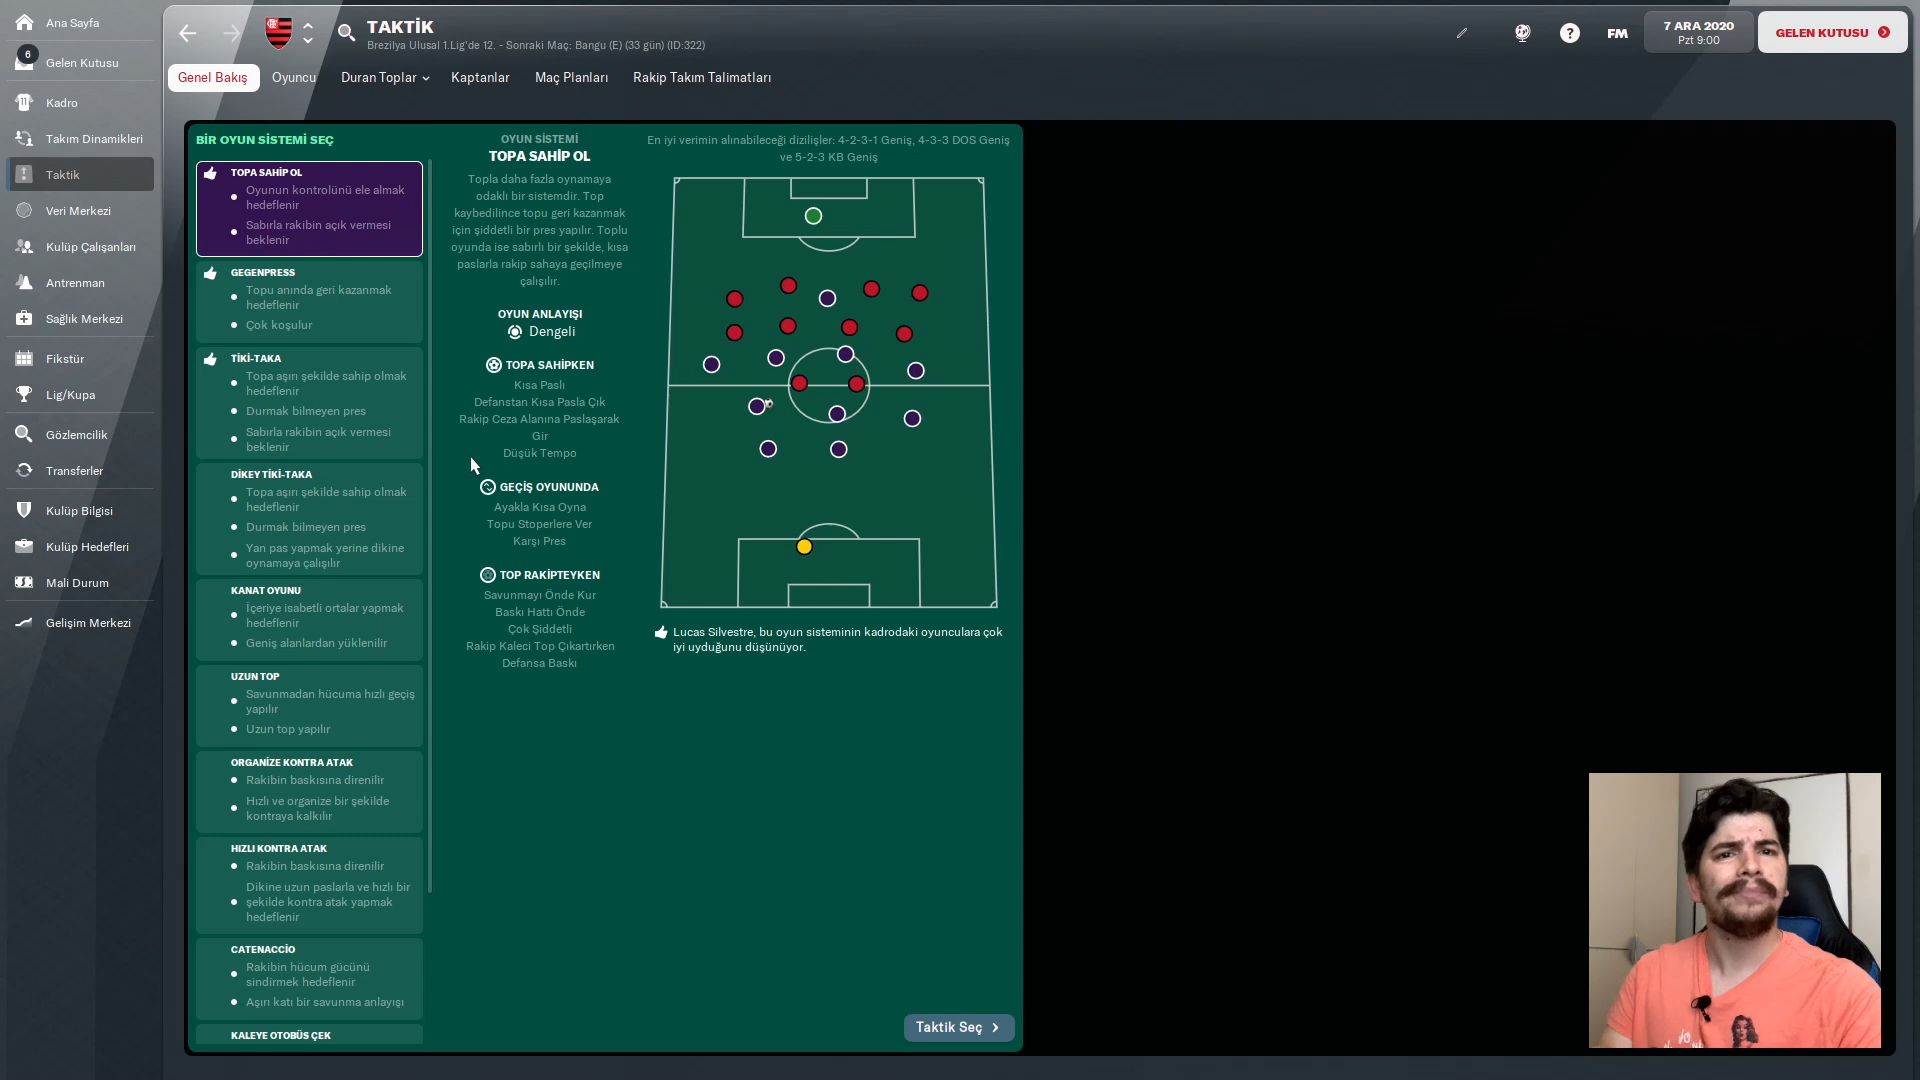 Ana Sayfa
6
Gelen Kutusu
Kadro
Takım Dinamikleri
Taktik
Veri Merkezi
Kulüp Çalışanları
Antrenman
Sağlık Merkezi
Fikstür
Lig/Kupa
Gözlemcilik
Transferler
Kulüp Bilgisi
Kulüp Hedefleri
Mali Durum
Gelişim Merkezi
TAKTİK
Brezilya Ulusal 1.Lig'de 12. - Sonraki Maç: Bangu (E) (33 gün) (ID:322)
FM
7 ARA 2020
Pzt 9:00
GELEN KUTUSU
Genel Bakış
Oyuncu
Duran Toplar
Kaptanlar
Maç Planları
Rakip Takım Talimatları
BİR OYUN SİSTEMİ SEÇ
TOPA SAHİP OL
Oyunun kontrolünü ele almak
hedeflenir
Sabırla rakibin açık vermesi
beklenir
GEGENPRESS
Topu anında geri kazanmak
hedeflenir
Çok koşulur
TİKİ-TAKA
Topa aşırı şekilde sahip olmak
hedeflenir
Durmak bilmeyen pres
Sabırla rakibin açık vermesi
beklenir
DİKEY TİKİ-TAKA
Topa aşırı şekilde sahip olmak
hedeflenir
Durmak bilmeyen pres
Yan pas yapmak yerine dikine
oynamaya çalışılır
KANAT OYUNU
İçeriye isabetli ortalar yapmak
hedeflenir
Geniş alanlardan yüklenilir
UZUN TOP
Savunmadan hücuma hızlı geçiş
yapılır
Uzun top yapılır
ORGANİZE KONTRA ATAK
Rakibin baskısına direnilir
Hızlı ve organize bir şekilde
kontraya kalkılır
HIZLI KONTRA ATAK
Rakibin baskısına direnilir
Dikine uzun paslarla ve hızlı bir
şekilde kontra atak yapmak
hedeflenir
CATENACCİO
Rakibin hücum gücünü
sindirmek hedeflenir
Aşırı katı bir savunma anlayışı
KALEYE OTOBÜS ÇEK
OYUN SİSTEMİ
TOPA SAHİP OL
Topla daha fazla oynamaya
odaklı bir sistemdir. Top
kaybedilince topu geri kazanmak
için şiddetli bir pres yapılır. Toplu
oyunda ise sabırlı bir şekilde, kısa
paslarla rakip sahaya geçilmeye
çalışılır.
OYUN ANLAYIŞI
Dengeli
TOPA SAHİPKEN
Kısa Paslı
Defanstan Kısa Pasla Çık
Rakip Ceza Alanına Paslaşarak
Gir
Düşük Tempo
GEÇİŞ OYUNUNDA
Ayakla Kısa Oyna
Topu Stoperlere Ver
Karşı Pres
TOP RAKİPTEYKEN
Savunmayı Önde Kur
Baskı Hattı Önde
Çok Şiddetli
Rakip Kaleci Top Çıkartırken
Defansa Baskı
En iyi verimin alınabileceği dizilişler: 4-2-3-1 Geniş, 4-3-3 DOS Geniş
ve 5-2-3 KB Geniş
Lucas Silvestre, bu oyun sisteminin kadrodaki oyunculara çok
iyi uyduğunu düşünüyor.
Taktik Seç